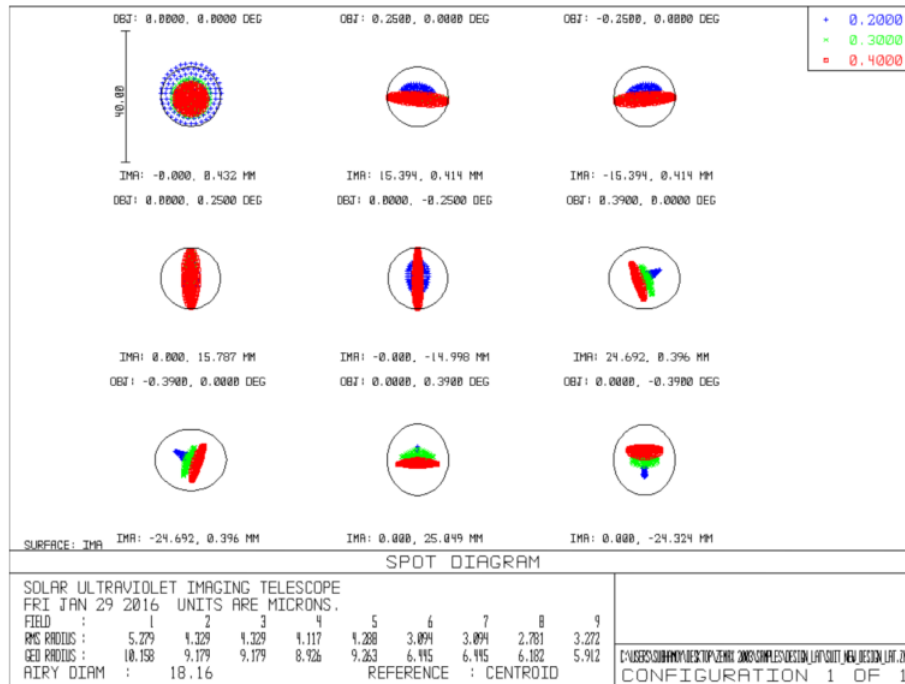 OBJ: 0.0000, 0.0000 DEG OBJ: 0.2500, 0.0000 DEG OBJ: -0.2500, 0.0000 DEG
+ 0.2000
× 0.3000
□ 0.4000
40.00
IMA: -0.000, 0.432 MM IMA: 15.394, 0.414 MM IMA: -15.394, 0.414 MM
OBJ: 0.0000, 0.2500 DEG OBJ: 0.0000, -0.2500 DEG OBJ: 0.3900, 0.0000 DEG
IMA: 0.000, 15.787 MM IMA: -0.000, -14.998 MM IMA: 24.692, 0.396 MM
OBJ: -0.3900, 0.0000 DEG OBJ: 0.0000, 0.3900 DEG OBJ: 0.0000, -0.3900 DEG
SURFACE: IMA IMA: -24.692, 0.396 MM IMA: 0.000, 25.049 MM IMA: 0.000, -24.324 MM
SPOT DIAGRAM
SOLAR ULTRAVIOLET IMAGING TELESCOPE
FRI JAN 29 2016 UNITS ARE MICRONS.
FIELD : 1 2 3 4 5 6 7 8 9
RMS RADIUS : 5.279 4.329 4.329 4.117 4.288 3.094 3.094 2.781 3.272
GEO RADIUS : 10.158 9.179 9.179 8.926 9.263 6.445 6.445 6.182 5.912
AIRY DIAM : 18.16 REFERENCE : CENTROID
CONFIGURATION 1 OF 1